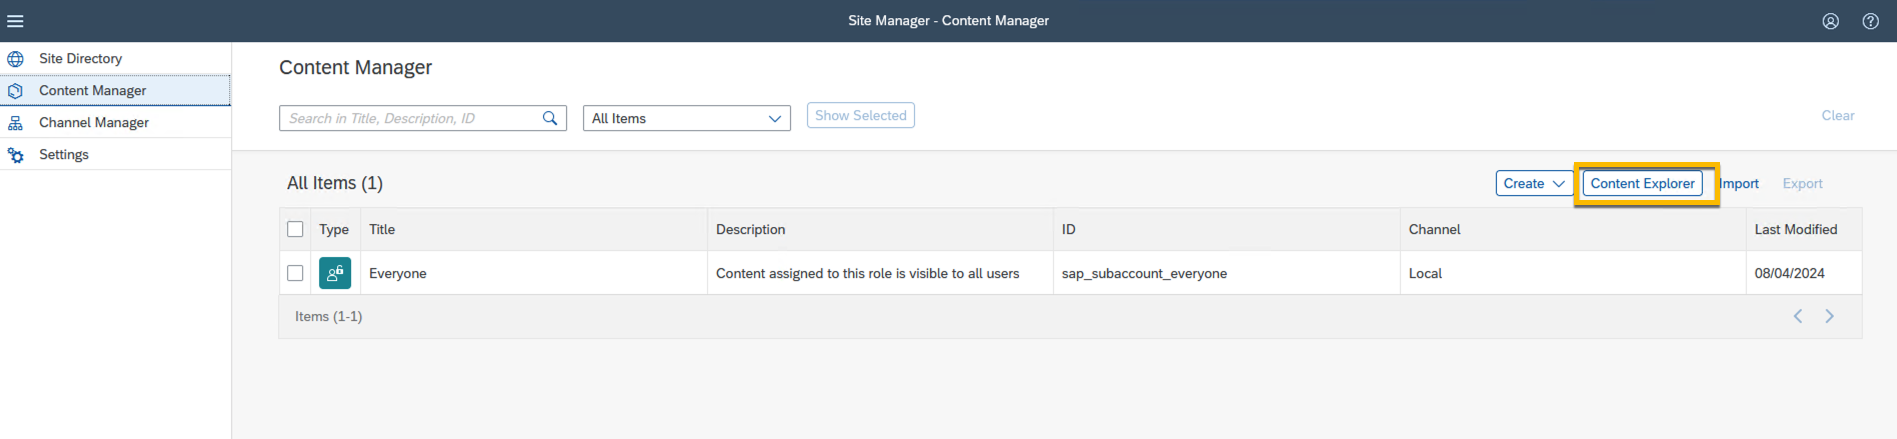 Site Manager - Content Manager
Site Directory
Content Manager
Channel Manager
Settings
Content Manager
Search in Title, Description, ID
All Items
Show Selected
Clear
All Items (1)
Create
Content Explorer
Import
Export
Type Title Description ID Channel Last Modified
Everyone Content assigned to this role is visible to all users sap_subaccount_everyone Local 08/04/2024
Items (1-1)